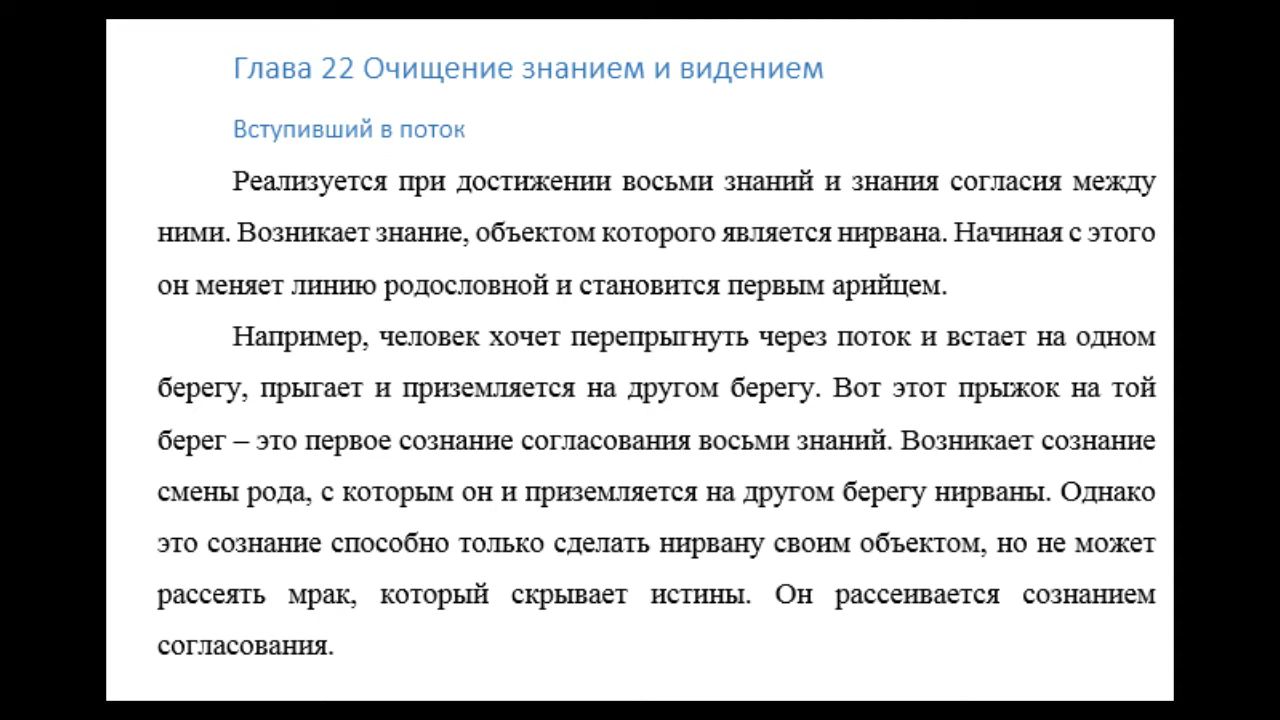 Глава 22 Очищение знанием и видением
Вступивший в поток
Реализуется при достижении восьми знаний и знания согласия между
ними. Возникает знание, объектом которого является нирвана. Начиная с этого
он меняет линию родословной и становится первым арийцем.
Например, человек хочет перепрыгнуть через поток и встает на одном
берегу, прыгает и приземляется на другом берегу. Вот этот прыжок на той
берег – это первое сознание согласования восьми знаний. Возникает сознание
смены рода, с которым он и приземляется на другом берегу нирваны. Однако
это сознание способно только сделать нирвану своим объектом, но не может
рассеять мрак, который скрывает истины. Он рассеивается сознанием
согласования.